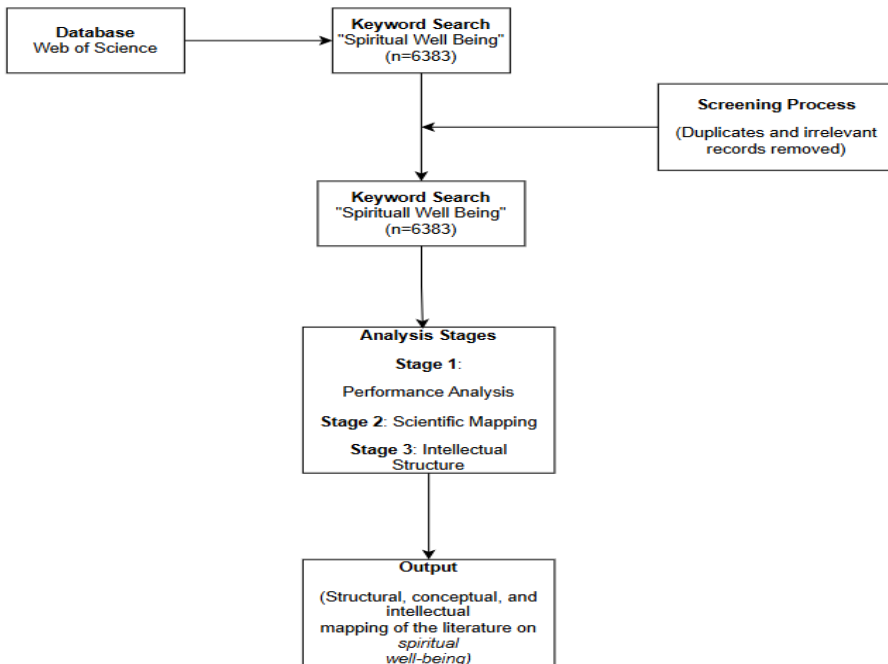 Database
Web of Science
Keyword Search
"Spiritual Well Being"
(n=6383)
Screening Process
(Duplicates and irrelevant
records removed)
Keyword Search
"Spirituall Well Being"
(n=6383)
Analysis Stages
Stage 1:
Performance Analysis
Stage 2: Scientific Mapping
Stage 3: Intellectual
Structure
Output
(Structural, conceptual, and
intellectual
mapping of the literature on
spiritual
well-being)